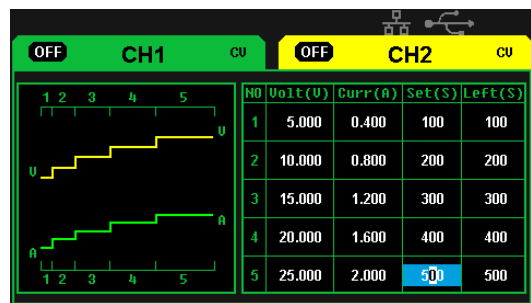 OFF CH1 CV OFF CH2 CV
1 2 3 4 5
V V
A A
1 2 3 4 5
NO Volt(V) Curr(A) Set(S) Left(S)
1 5.000 0.400 100 100
2 10.000 0.800 200 200
3 15.000 1.200 300 300
4 20.000 1.600 400 400
5 25.000 2.000 500 500